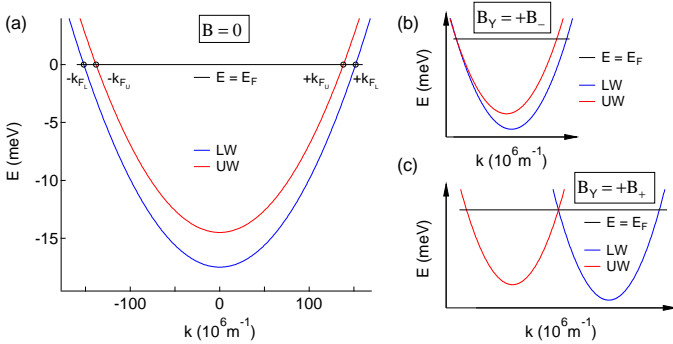 (a)
B = 0
0
-5
-10
-15
E (meV)
-k_{F_L}
-k_{F_U}
+k_{F_U}
+k_{F_L}
E = E_F
LW
UW
-100
0
100
k (10^6 m^-1)
(b)
B_Y = +B_-
E (meV)
E = E_F
LW
UW
k (10^6 m^-1)
(c)
B_Y = +B_+
E (meV)
E = E_F
LW
UW
k (10^6 m^-1)